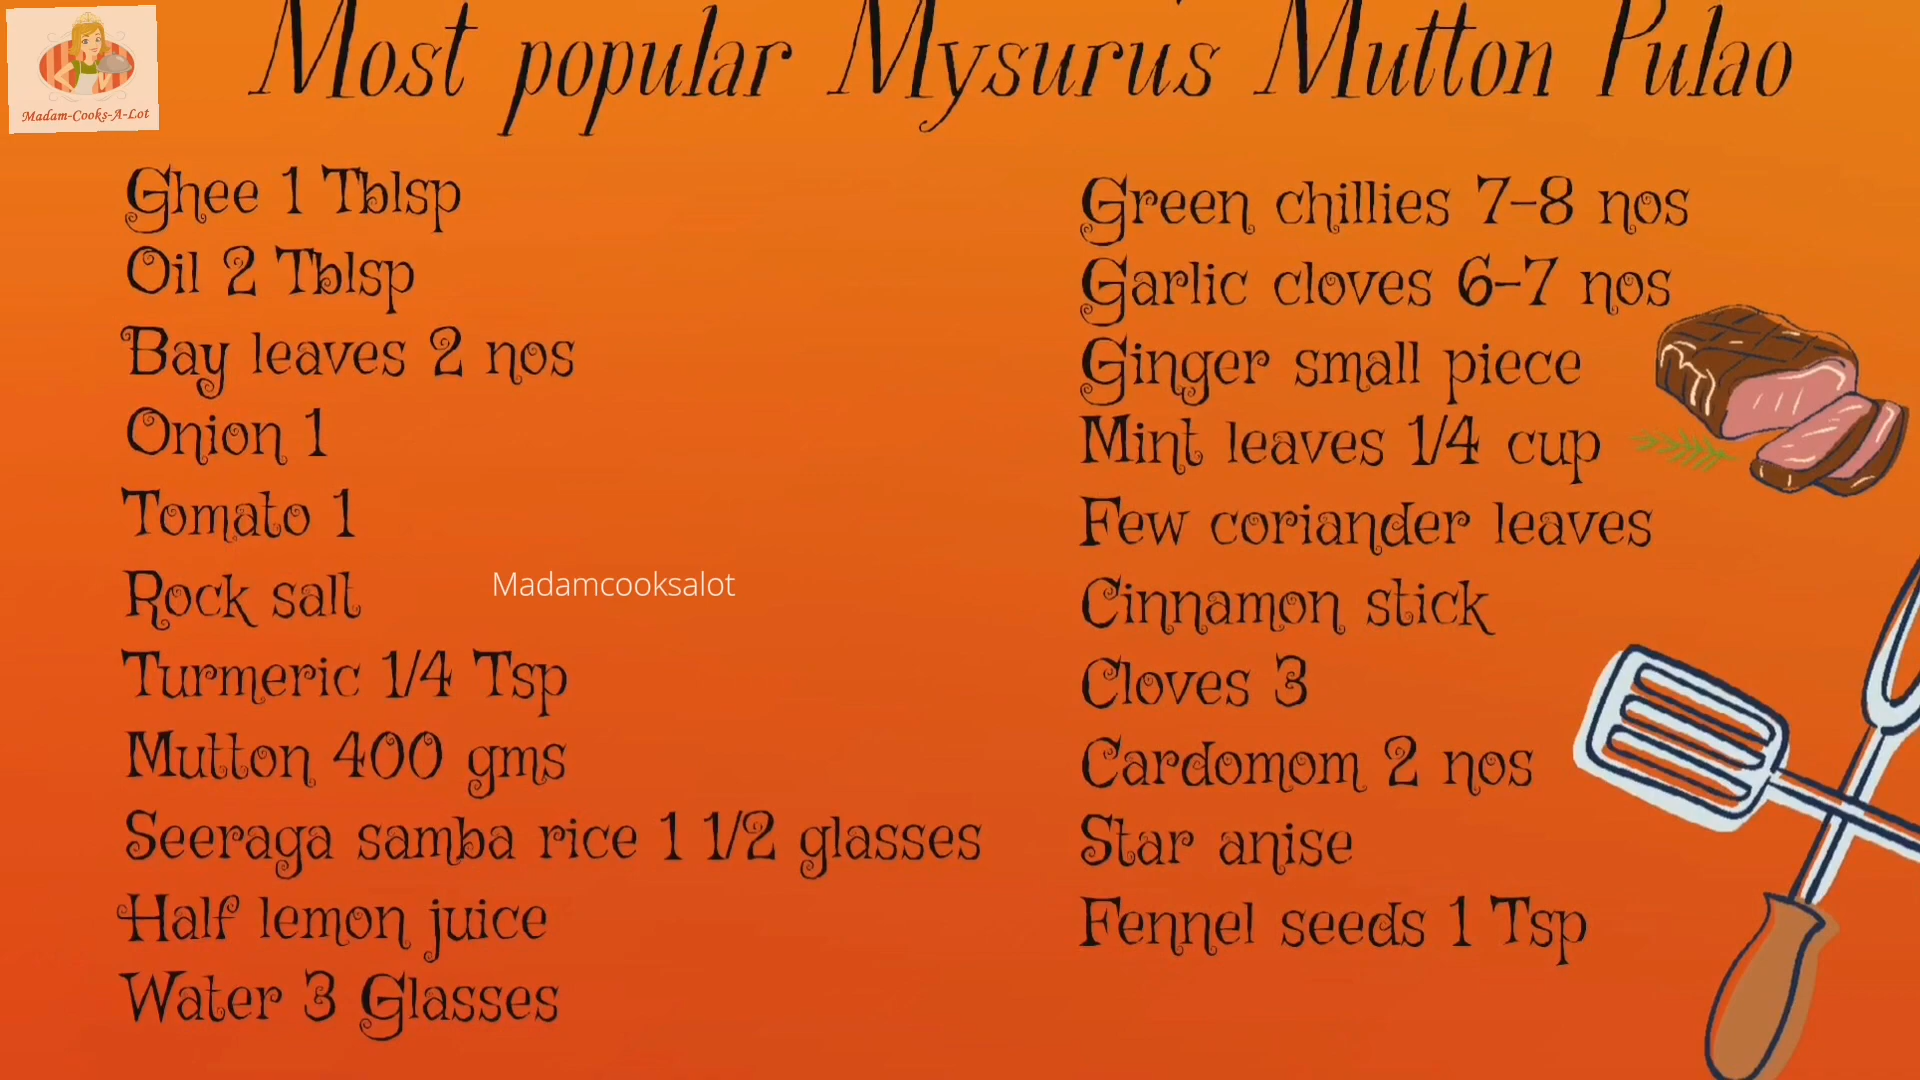 Most popular Mysurus' Mutton Pulao
Madam-Cooks-A-Lot
Ghee 1 Tblsp
Oil 2 Tblsp
Bay leaves 2 nos
Onion 1
Tomato 1
Rock salt
Turmeric 1/4 Tsp
Mutton 400 gms
Seeraga samba rice 1 1/2 glasses
Half lemon juice
Water 3 Glasses
Madamcooksalot
Green chillies 7-8 nos
Garlic cloves 6-7 nos
Ginger small piece
Mint leaves 1/4 cup
Few coriander leaves
Cinnamon stick
Cloves 3
Cardomom 2 nos
Star anise
Fennel seeds 1 Tsp